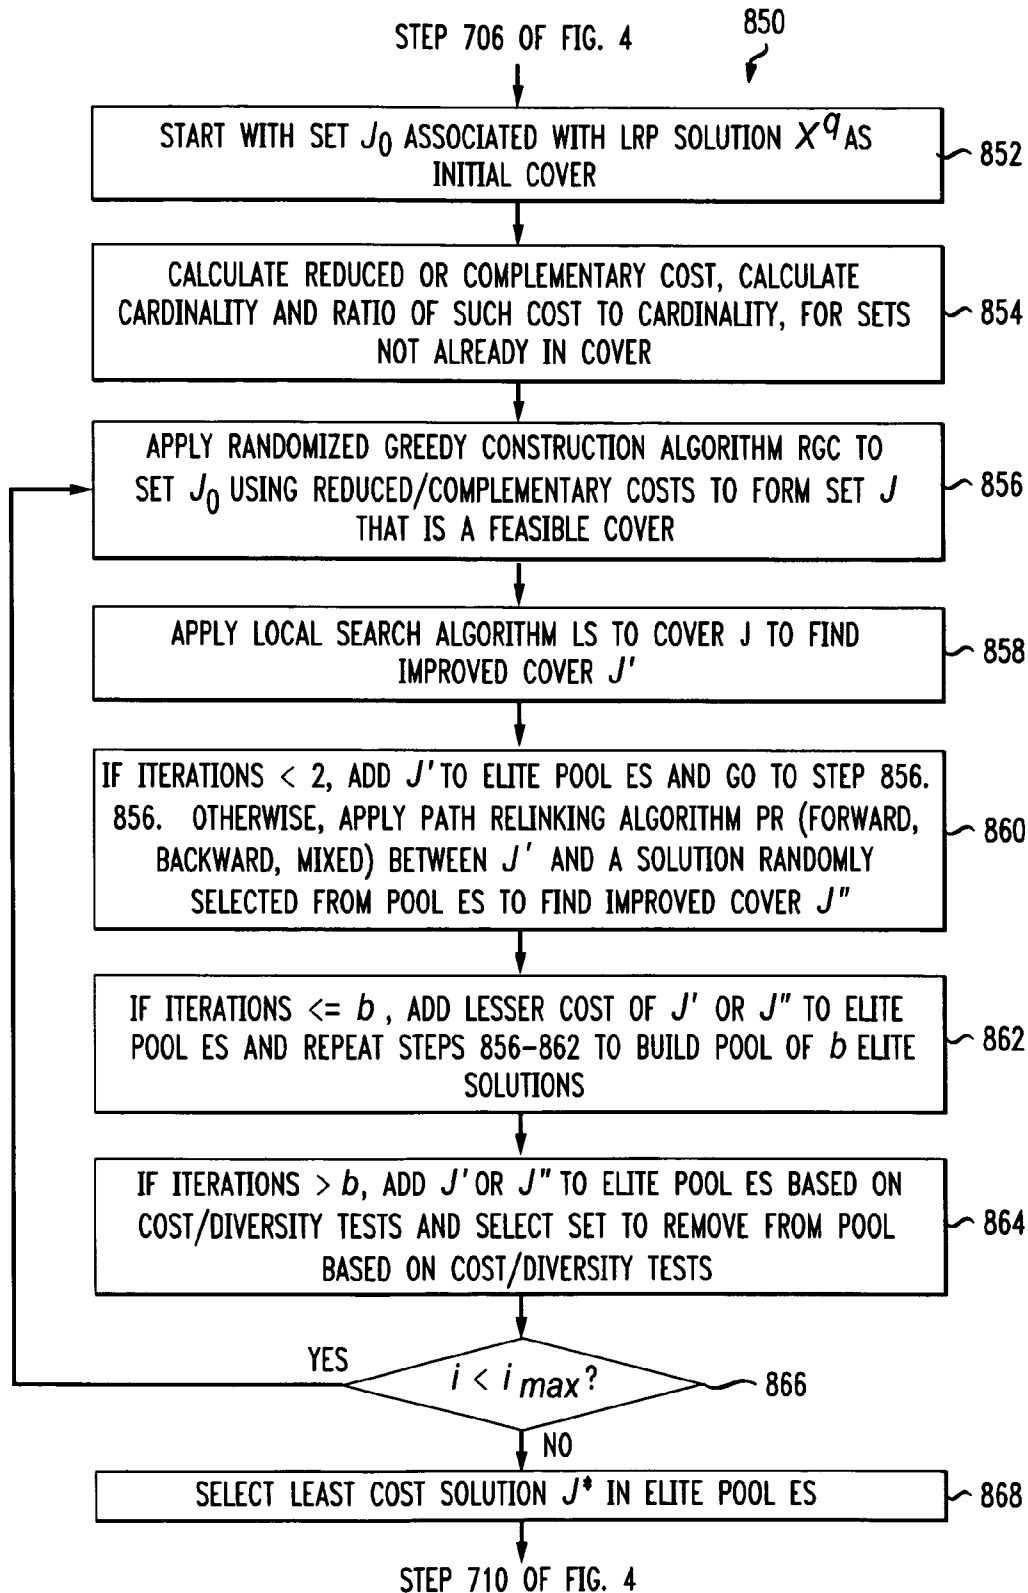 STEP 706 OF FIG. 4
850
START WITH SET J0 ASSOCIATED WITH LRP SOLUTION X^q AS
INITIAL COVER
852
CALCULATE REDUCED OR COMPLEMENTARY COST, CALCULATE
CARDINALITY AND RATIO OF SUCH COST TO CARDINALITY, FOR SETS
NOT ALREADY IN COVER
854
APPLY RANDOMIZED GREEDY CONSTRUCTION ALGORITHM RGC TO
SET J0 USING REDUCED/COMPLEMENTARY COSTS TO FORM SET J
THAT IS A FEASIBLE COVER
856
APPLY LOCAL SEARCH ALGORITHM LS TO COVER J TO FIND
IMPROVED COVER J'
858
IF ITERATIONS < 2, ADD J' TO ELITE POOL ES AND GO TO STEP 856.
856. OTHERWISE, APPLY PATH RELINKING ALGORITHM PR (FORWARD,
BACKWARD, MIXED) BETWEEN J' AND A SOLUTION RANDOMLY
SELECTED FROM POOL ES TO FIND IMPROVED COVER J"
860
IF ITERATIONS <= b , ADD LESSER COST OF J' OR J" TO ELITE
POOL ES AND REPEAT STEPS 856-862 TO BUILD POOL OF b ELITE
SOLUTIONS
862
IF ITERATIONS > b, ADD J' OR J" TO ELITE POOL ES BASED ON
COST/DIVERSITY TESTS AND SELECT SET TO REMOVE FROM POOL
BASED ON COST/DIVERSITY TESTS
864
YES
i < i max?
866
NO
SELECT LEAST COST SOLUTION J* IN ELITE POOL ES
868
STEP 710 OF FIG. 4